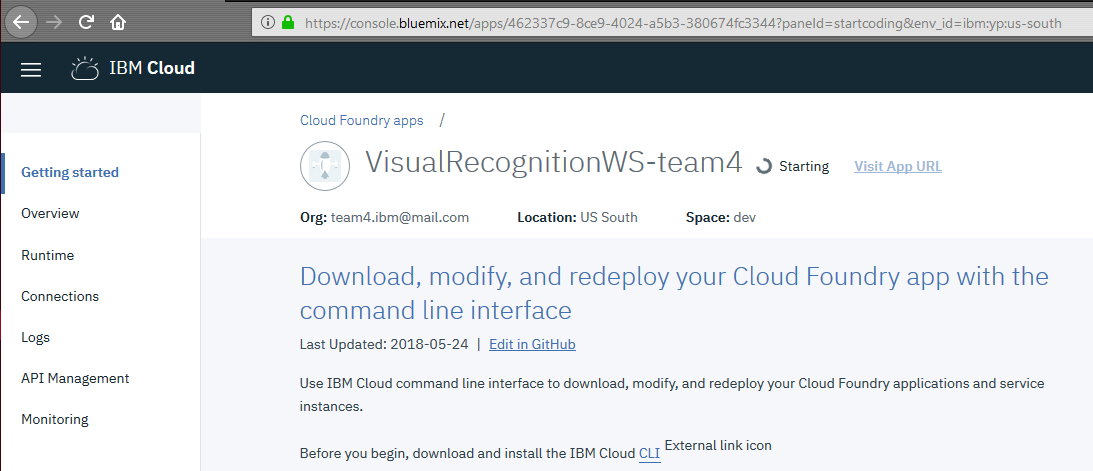 https://console.bluemix.net/apps/462337c9-8ce9-4024-a5b3-380674fc3344?paneId=startcoding&env_id=ibm:yp:us-south
IBM Cloud
Cloud Foundry apps /
VisualRecognitionWS-team4 Starting Visit App URL
Org: team4.ibm@mail.com Location: US South Space: dev
Getting started
Overview
Runtime
Connections
Logs
API Management
Monitoring
Download, modify, and redeploy your Cloud Foundry app with the
command line interface
Last Updated: 2018-05-24 | Edit in GitHub
Use IBM Cloud command line interface to download, modify, and redeploy your Cloud Foundry applications and service
instances.
Before you begin, download and install the IBM Cloud CLI External link icon